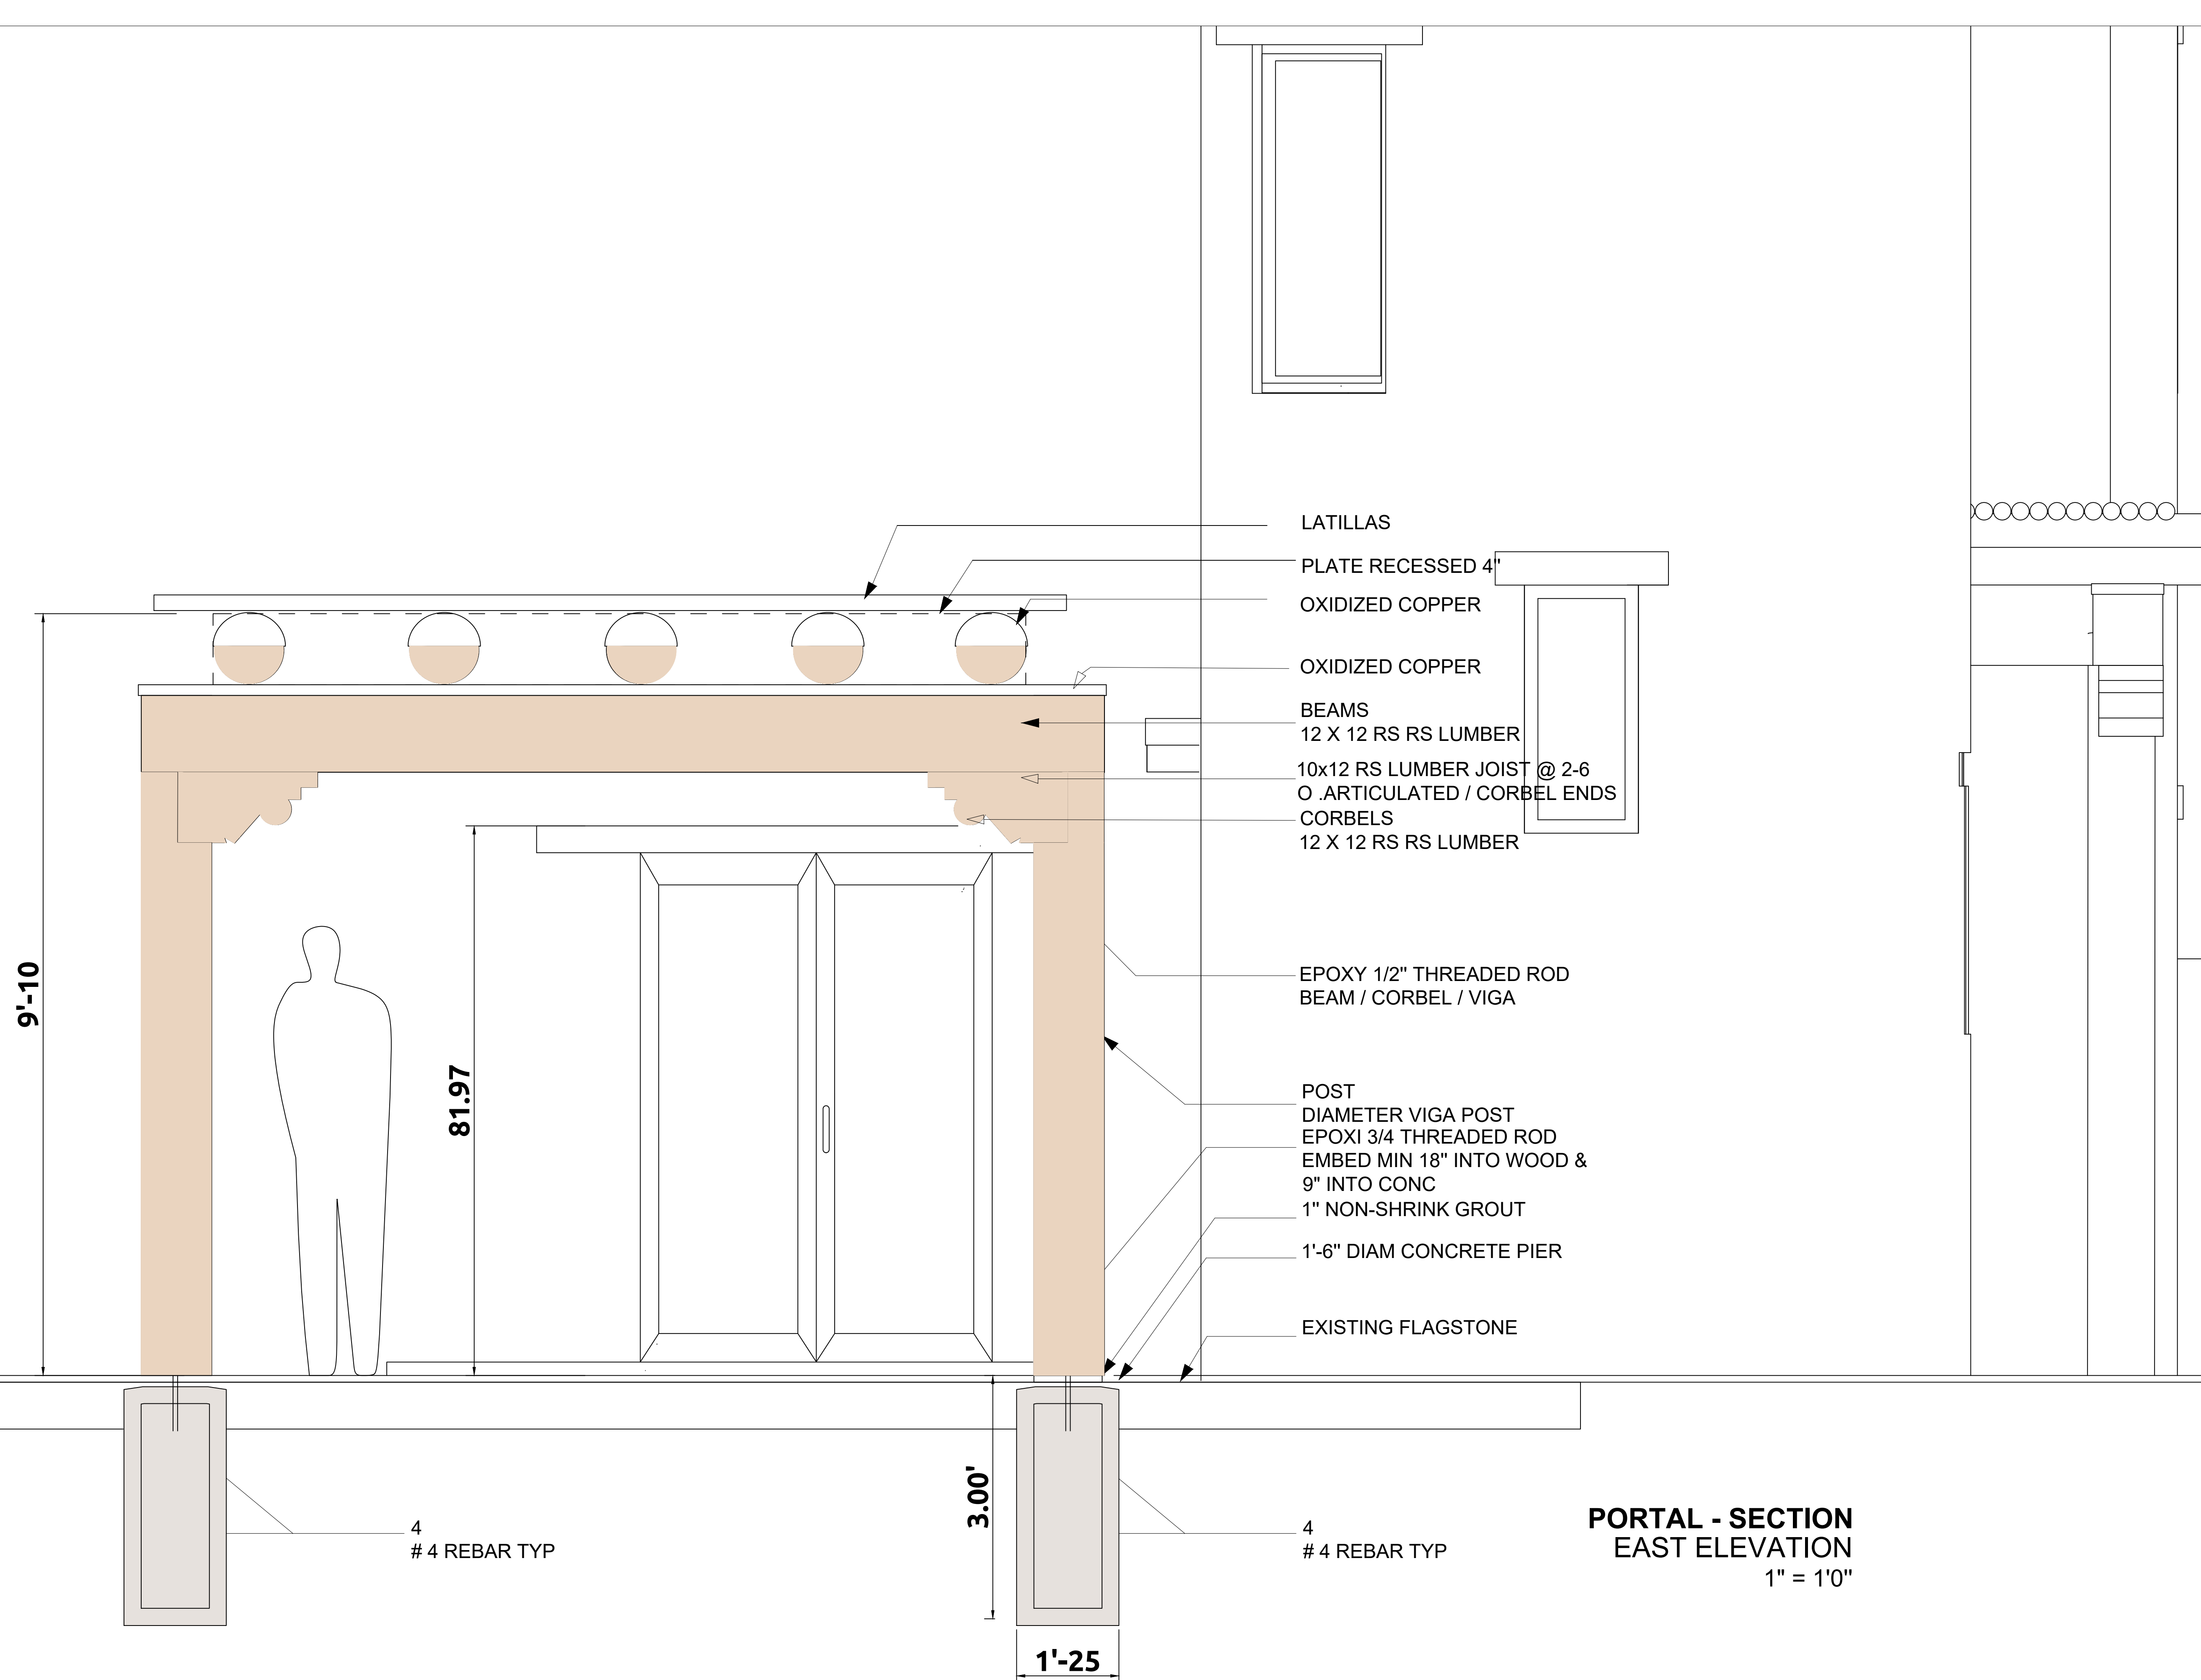 LATILLAS
PLATE RECESSED 4"
OXIDIZED COPPER
OXIDIZED COPPER
BEAMS
12 X 12 RS RS LUMBER
10x12 RS LUMBER JOIST @ 2-6
O .ARTICULATED / CORBEL ENDS
CORBELS
12 X 12 RS RS LUMBER
9'-10
81.97
EPOXY 1/2" THREADED ROD
BEAM / CORBEL / VIGA
POST
DIAMETER VIGA POST
EPOXI 3/4 THREADED ROD
EMBED MIN 18" INTO WOOD &
9" INTO CONC
1" NON-SHRINK GROUT
1'-6" DIAM CONCRETE PIER
EXISTING FLAGSTONE
3.00'
4
# 4 REBAR TYP
4
# 4 REBAR TYP
PORTAL - SECTION
EAST ELEVATION
1" = 1'0"
1'-25